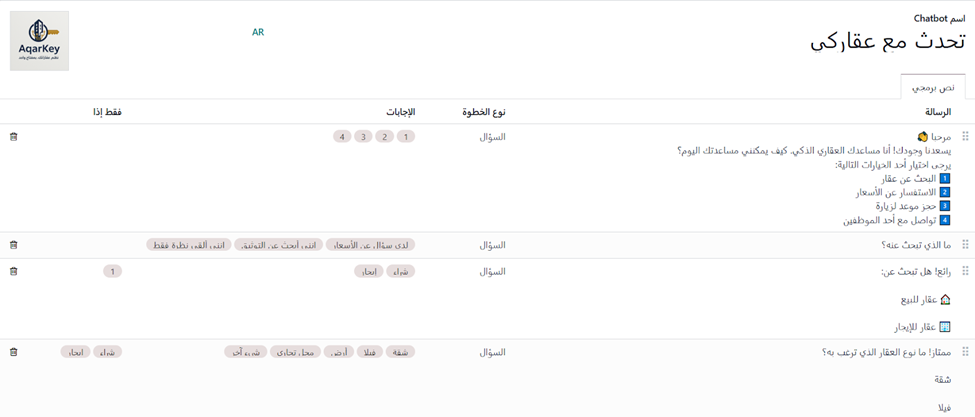 اسم Chatbot
تحدث مع عقاركي
AR
AqarKey
نص برمجي
الرسالة نوع الخطوة الإجابات فقط إذا
مرحبا 👋 السؤال 1 2 3 4
يسعدنا وجودك! أنا مساعدك العقاري الذكي. كيف يمكنني مساعدتك اليوم؟
يرجى اختيار أحد الخيارات التالية:
1 البحث عن عقار
2 الاستفسار عن الأسعار
3 حجز موعد لزيارة
4 تواصل مع أحد الموظفين
ما الذي تبحث عنه؟ السؤال لدي سؤال عن الأسعار إنني أبحث عن التوثيق إنني ألقي نظرة فقط
رائع! هل تبحث عن: السؤال شراء إيجار 1
🏠 عقار للبيع
🏢 عقار للإيجار
ممتاز! ما نوع العقار الذي ترغب به؟ السؤال شقة فيلا أرض محل تجاري شيء آخر شراء إيجار
شقة
فيلا